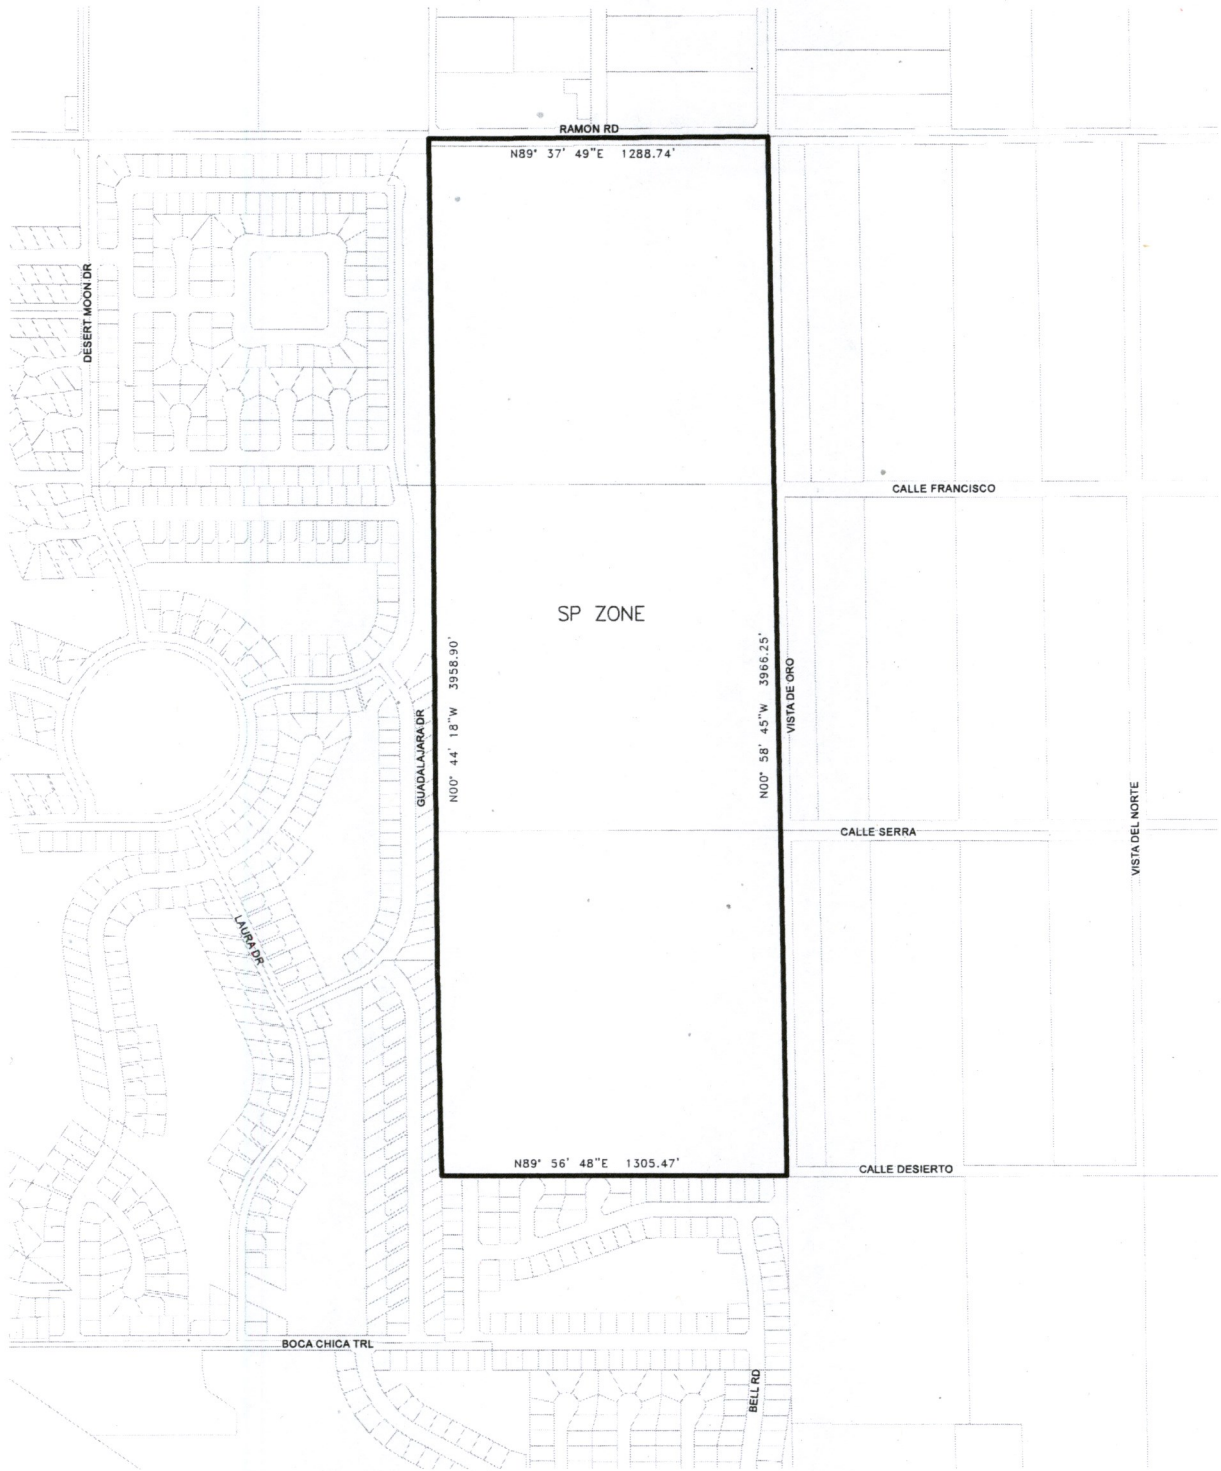 RAMON RD
N89° 37' 49"E 1288.74'
DESERT MOON DR
CALLE FRANCISCO
SP ZONE
N00° 44' 18"W 3958.90'
N00° 58' 45"W 3966.25'
VISTA DE ORO
GUADALAJARA DR
VISTA DEL NORTE
CALLE SERRA
LAURA DR
N89° 56' 48"E 1305.47'
CALLE DESIERTO
BOCA CHICA TRL
BELL RD